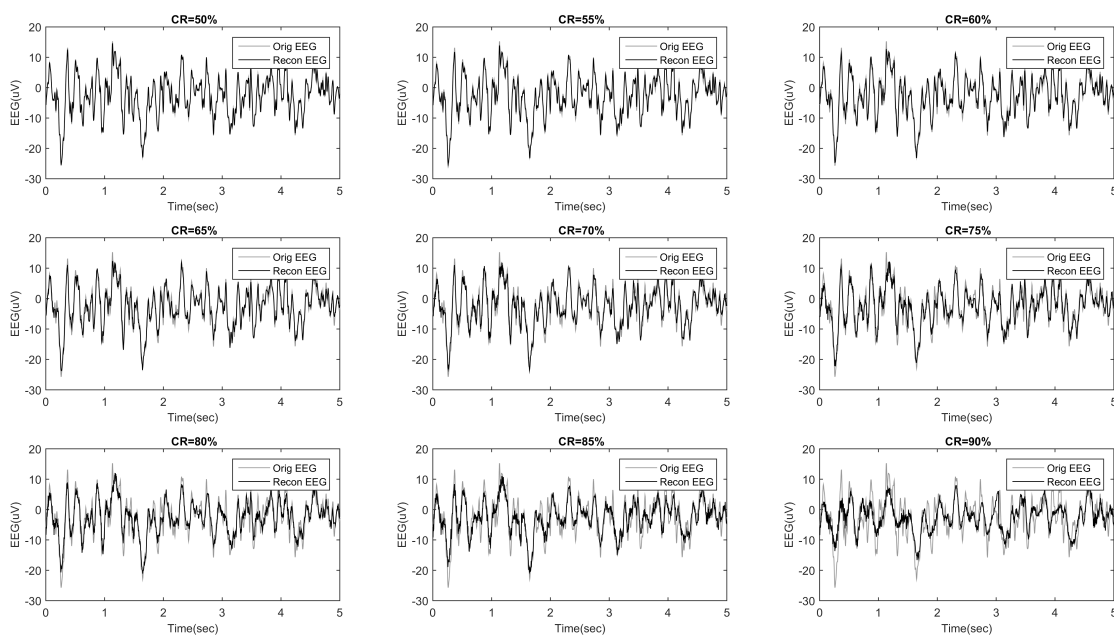 CR=50%
20
10
0
-10
-20
-30
EEG(uV)
Orig EEG
Recon EEG
0 1 2 3 4 5
Time(sec)
CR=55%
20
10
0
-10
-20
-30
EEG(uV)
Orig EEG
Recon EEG
0 1 2 3 4 5
Time(sec)
CR=60%
20
10
0
-10
-20
-30
EEG(uV)
Orig EEG
Recon EEG
0 1 2 3 4 5
Time(sec)
CR=65%
20
10
0
-10
-20
-30
EEG(uV)
Orig EEG
Recon EEG
0 1 2 3 4 5
Time(sec)
CR=70%
20
10
0
-10
-20
-30
EEG(uV)
Orig EEG
Recon EEG
0 1 2 3 4 5
Time(sec)
CR=75%
20
10
0
-10
-20
-30
EEG(uV)
Orig EEG
Recon EEG
0 1 2 3 4 5
Time(sec)
CR=80%
20
10
0
-10
-20
-30
EEG(uV)
Orig EEG
Recon EEG
0 1 2 3 4 5
Time(sec)
CR=85%
20
10
0
-10
-20
-30
EEG(uV)
Orig EEG
Recon EEG
0 1 2 3 4 5
Time(sec)
CR=90%
20
10
0
-10
-20
-30
EEG(uV)
Orig EEG
Recon EEG
0 1 2 3 4 5
Time(sec)